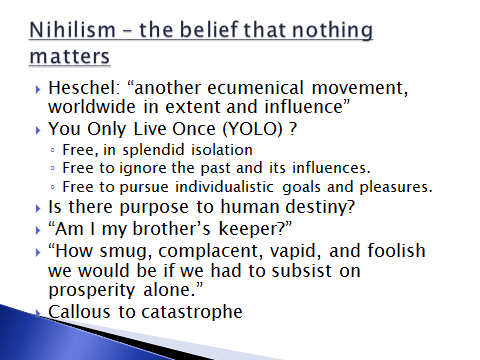 Nihilism – the belief that nothing
matters
Heschel: “another ecumenical movement,
worldwide in extent and influence”
You Only Live Once (YOLO) ?
Free, in splendid isolation
Free to ignore the past and its influences.
Free to pursue individualistic goals and pleasures.
Is there purpose to human destiny?
“Am I my brother’s keeper?”
“How smug, complacent, vapid, and foolish
we would be if we had to subsist on
prosperity alone.”
Callous to catastrophe